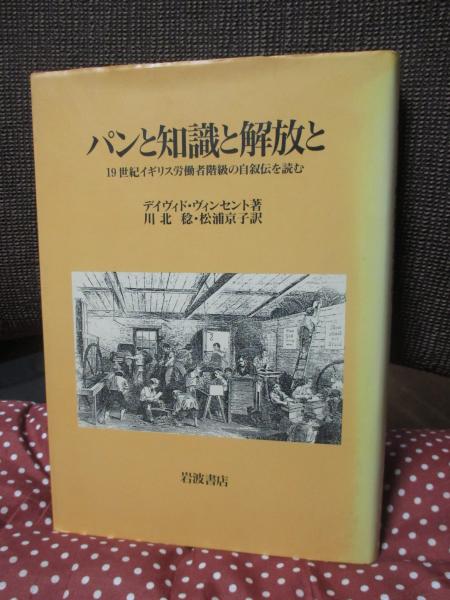 パンと知識と解放と
19世紀イギリス労働者階級の自叙伝を読む
デイヴィド・ヴィンセント著
川北 稔・松浦京子訳
岩波書店